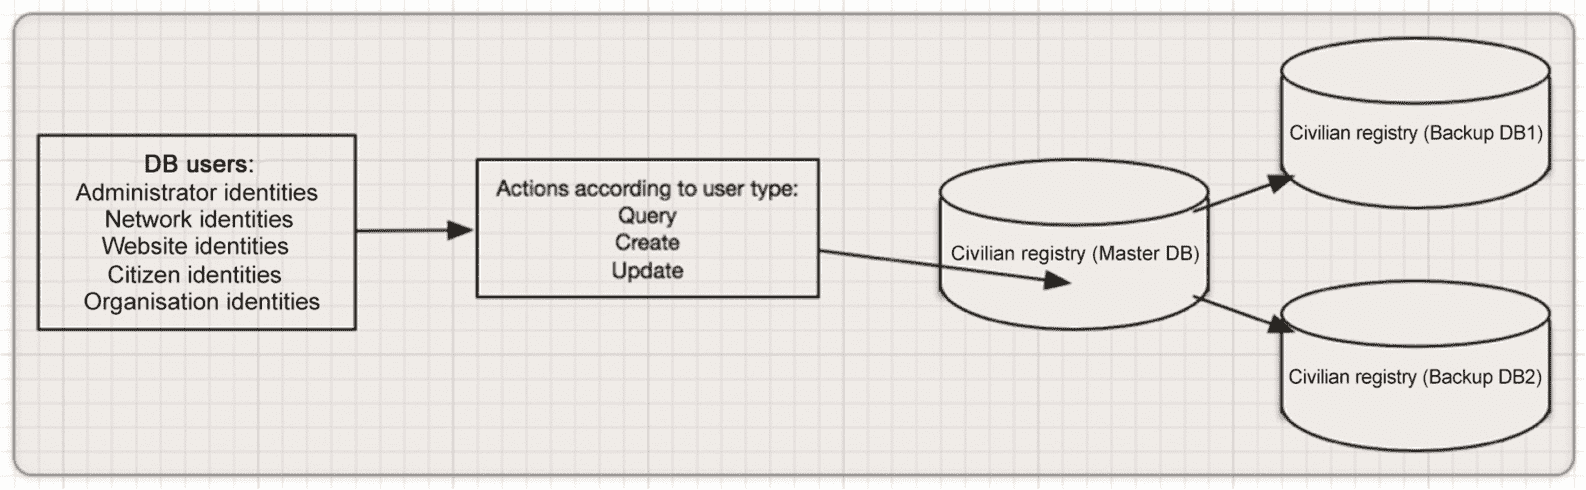 DB users:
Administrator identities
Network identities
Website identities
Citizen identities
Organisation identities
Actions according to user type:
Query
Create
Update
Civilian registry (Master DB)
Civilian registry (Backup DB1)
Civilian registry (Backup DB2)